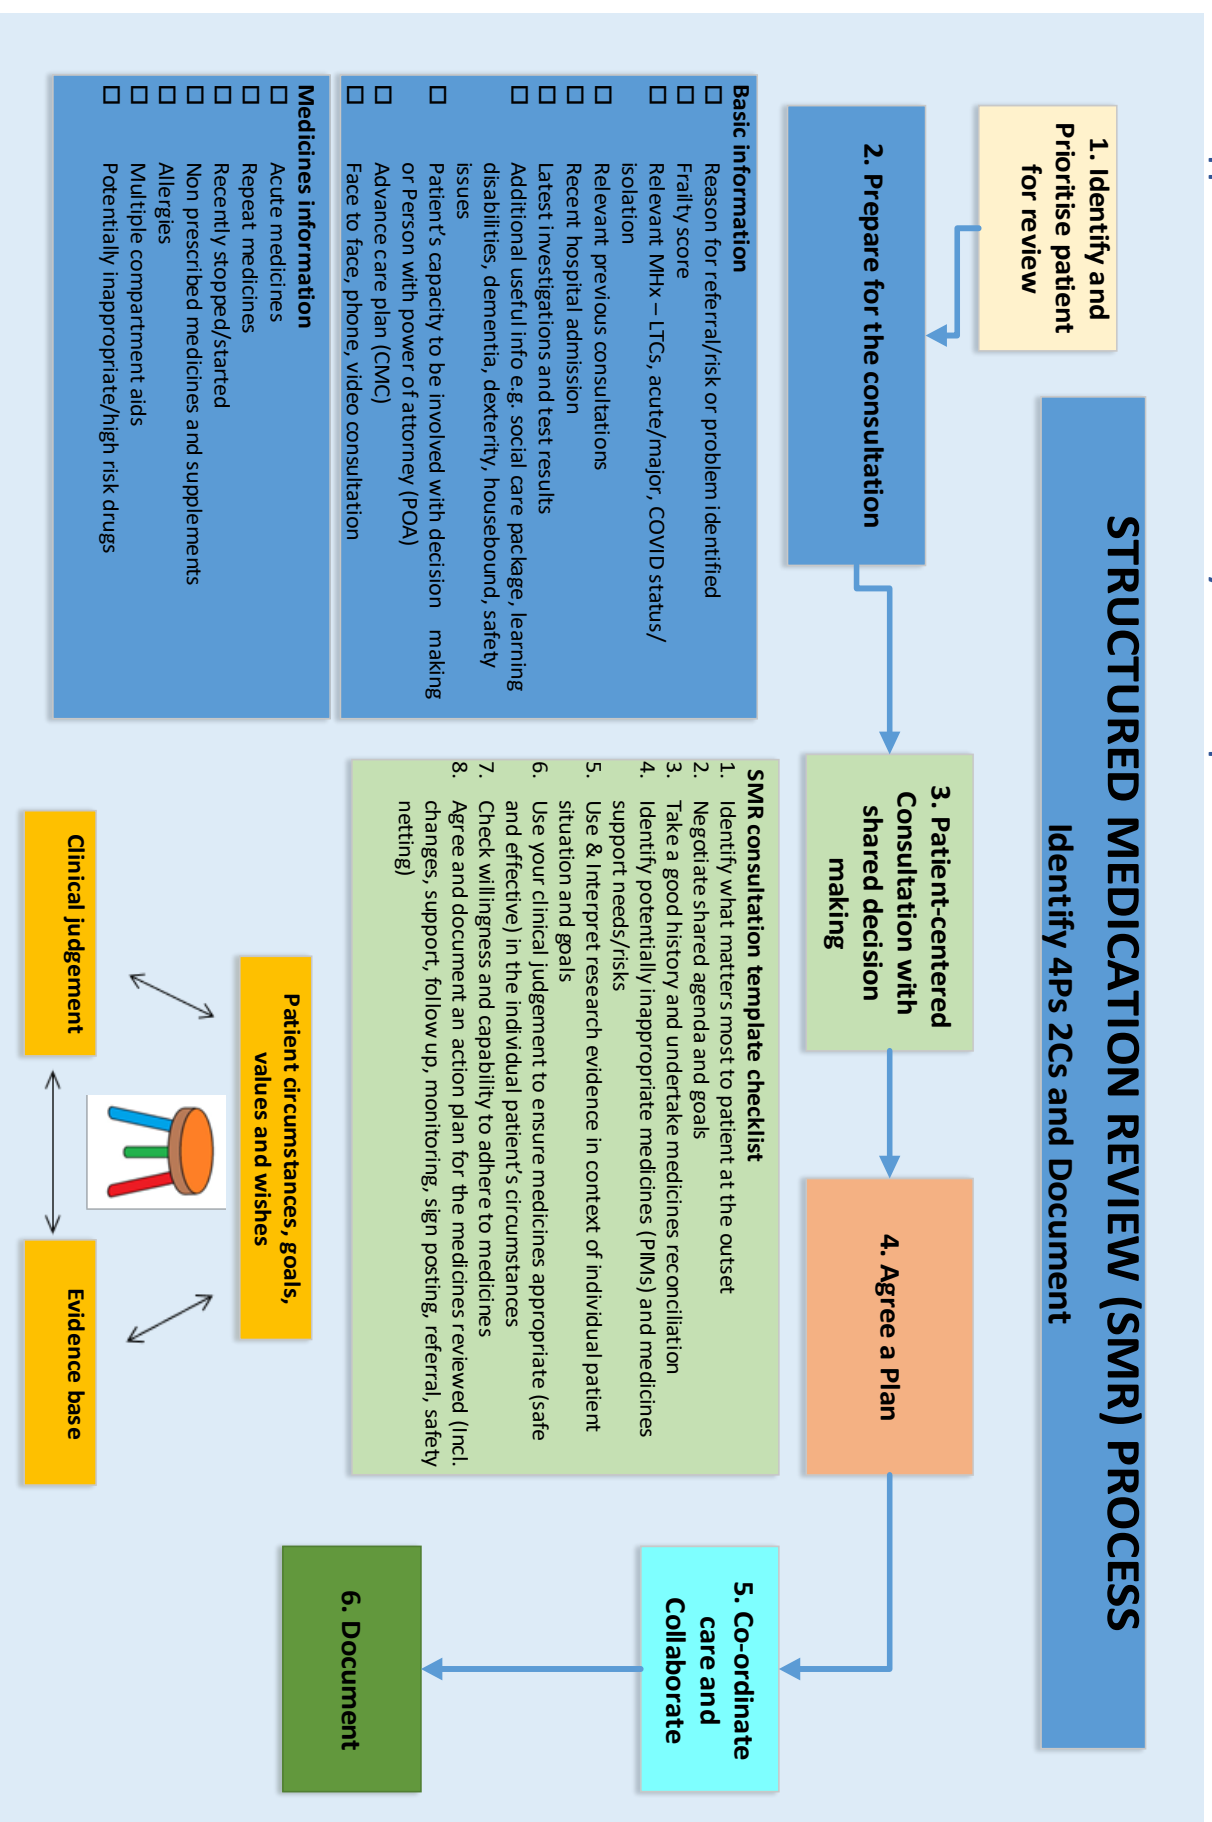 STRUCTURED MEDICATION REVIEW (SMR) PROCESS
Identify 4Ps 2Cs and Document
1. Identify and
Prioritise patient
for review
2. Prepare for the consultation
Basic information
☐ Reason for referral/risk or problem identified
☐ Frailty score
☐ Relevant MHx – LTCs, acute/major, COVID status/
isolation
☐ Relevant previous consultations
☐ Recent hospital admission
☐ Latest investigations and test results
☐ Additional useful info e.g. social care package, learning
disabilities, dementia, dexterity, housebound, safety
issues
☐ Patient's capacity to be involved with decision making
or Person with power of attorney (POA)
☐ Advance care plan (CMC)
☐ Face to face, phone, video consultation
Medicines information
☐ Acute medicines
☐ Repeat medicines
☐ Recently stopped/started
☐ Non prescribed medicines and supplements
☐ Allergies
☐ Multiple compartment aids
☐ Potentially inappropriate/high risk drugs
3. Patient-centered
Consultation with
shared decision
making
SMR consultation template checklist
1. Identify what matters most to patient at the outset
2. Negotiate shared agenda and goals
3. Take a good history and undertake medicines reconciliation
4. Identify potentially inappropriate medicines (PIMs) and medicines
support needs/risks
5. Use & Interpret research evidence in context of individual patient
situation and goals
6. Use your clinical judgement to ensure medicines appropriate (safe
and effective) in the individual patient's circumstances
7. Check willingness and capability to adhere to medicines
8. Agree and document an action plan for the medicines reviewed (Incl.
changes, support, follow up, monitoring, sign posting, referral, safety
netting)
Patient circumstances, goals,
values and wishes
Clinical judgement
Evidence base
4. Agree a Plan
5. Co-ordinate
care and
Collaborate
6. Document